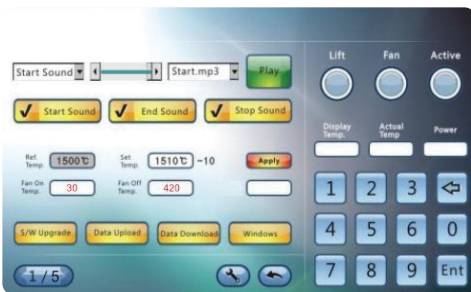 Lift Fan Active
Start Sound Start.mp3 Play
Start Sound End Sound Stop Sound
Display Temp. Actual Temp Power
Ref. Temp. 1500℃ Set Temp. 1510℃ -10 Apply
Fan On Temp. 30 Fan Off Temp. 420
1 2 3
S/W Upgrade Data Upload Data Download Windows
4 5 6 0
1/5
7 8 9 Ent